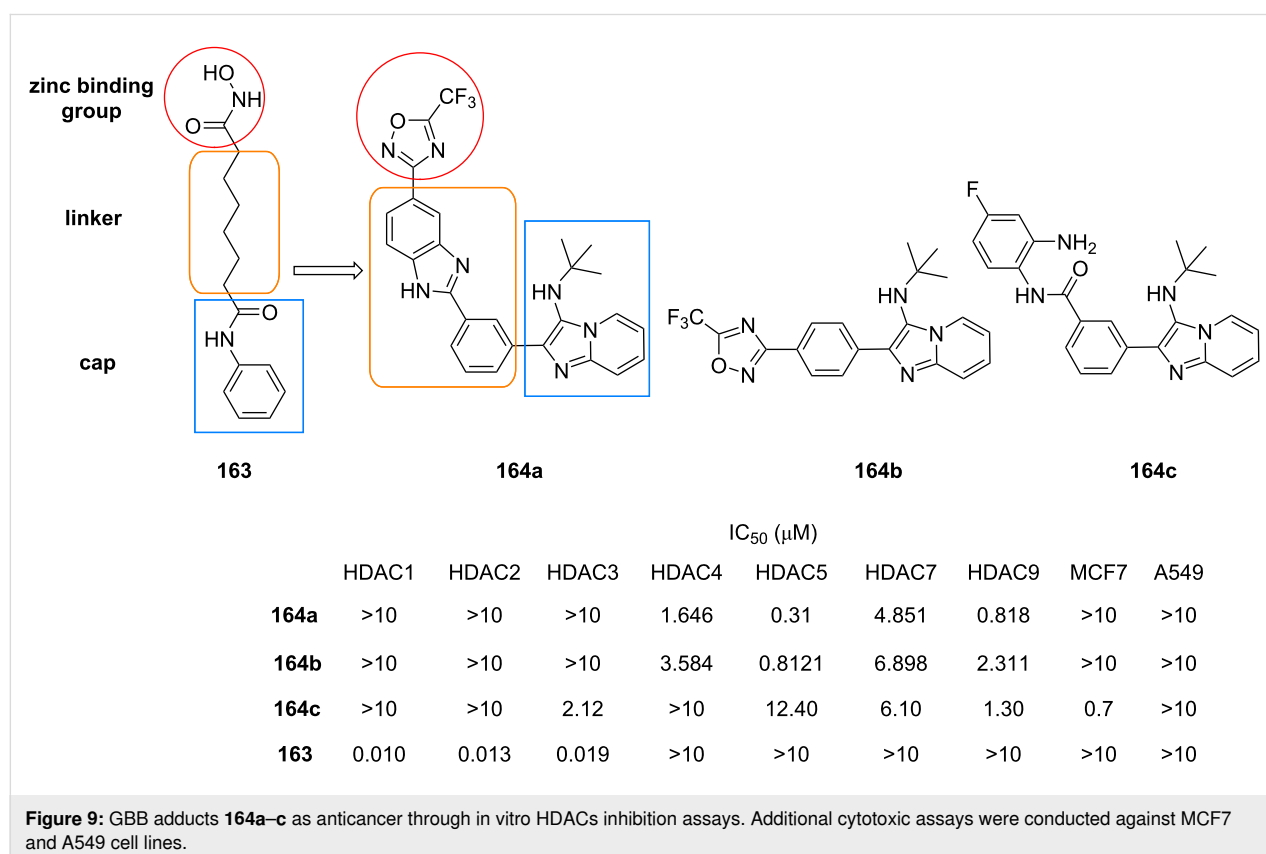 zinc binding
group
linker
cap
HO
NH
O
O
HN
163
CF3
O
N
N
N
HN
HN
N
N
164a
F3C
N
O
N
HN
N
N
164b
F
NH2
O
HN
HN
N
N
164c
IC50 (μM)
HDAC1 HDAC2 HDAC3 HDAC4 HDAC5 HDAC7 HDAC9 MCF7 A549
164a >10 >10 >10 1.646 0.31 4.851 0.818 >10 >10
164b >10 >10 >10 3.584 0.8121 6.898 2.311 >10 >10
164c >10 >10 2.12 >10 12.40 6.10 1.30 0.7 >10
163 0.010 0.013 0.019 >10 >10 >10 >10 >10 >10
Figure 9: GBB adducts 164a–c as anticancer through in vitro HDACs inhibition assays. Additional cytotoxic assays were conducted against MCF7
and A549 cell lines.